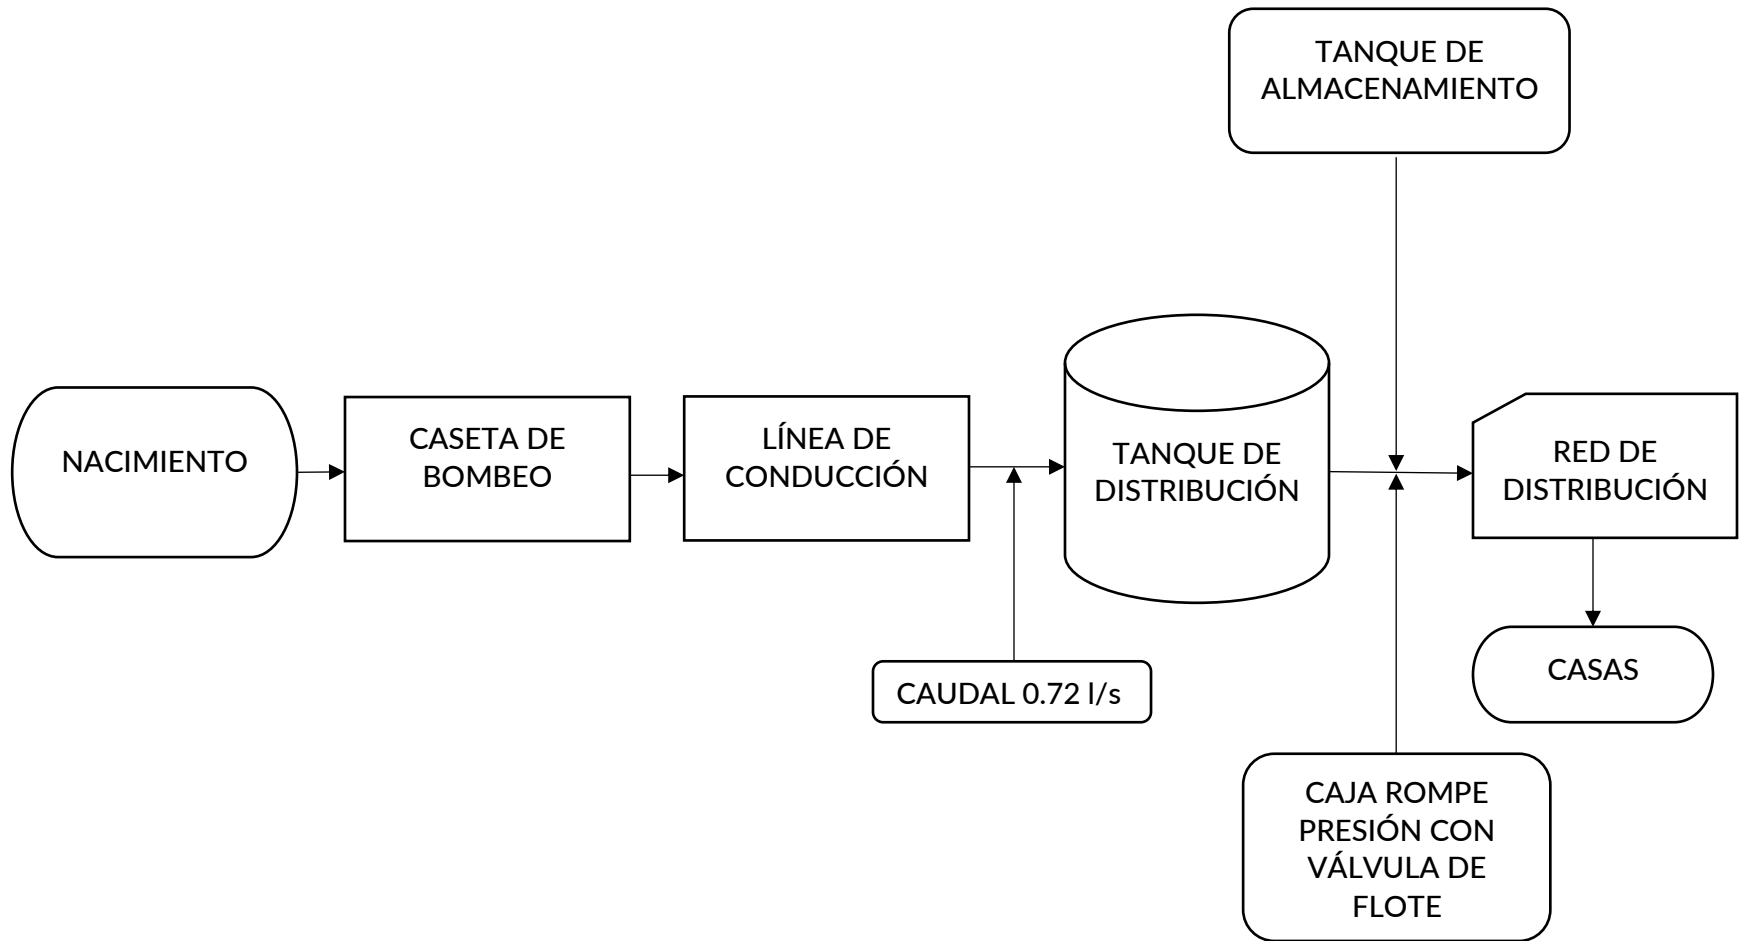 TANQUE DE
ALMACENAMIENTO
NACIMIENTO
CASETA DE
BOMBEO
LÍNEA DE
CONDUCCIÓN
TANQUE DE
DISTRIBUCIÓN
RED DE
DISTRIBUCIÓN
CAUDAL 0.72 l/s
CASAS
CAJA ROMPE
PRESIÓN CON
VÁLVULA DE
FLOTE